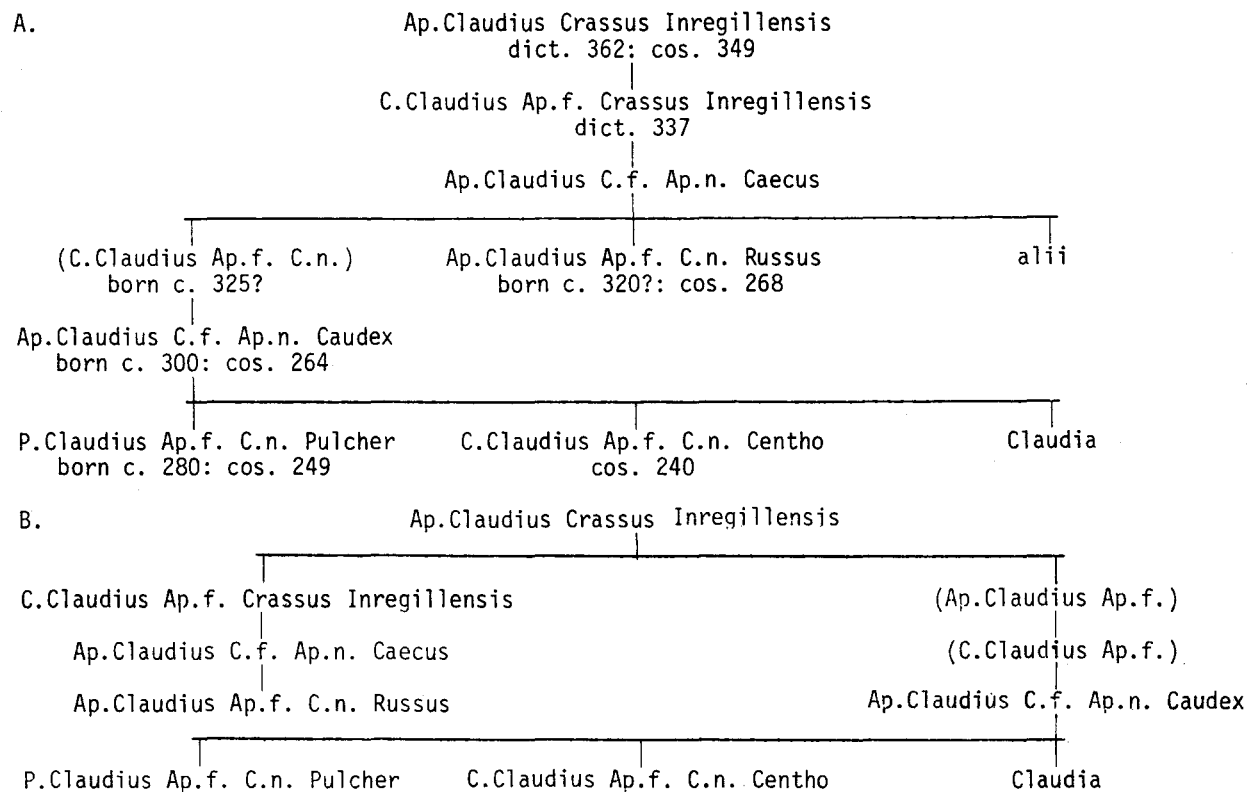 A. Ap.Claudius Crassus Inregillensis
dict. 362: cos. 349
C.Claudius Ap.f. Crassus Inregillensis
dict. 337
Ap.Claudius C.f. Ap.n. Caecus
(C.Claudius Ap.f. C.n.) Ap.Claudius Ap.f. C.n. Russus alii
born c. 325? born c. 320?: cos. 268
Ap.Claudius C.f. Ap.n. Caudex
born c. 300: cos. 264
P.Claudius Ap.f. C.n. Pulcher C.Claudius Ap.f. C.n. Centho Claudia
born c. 280: cos. 249 cos. 240
B. Ap.Claudius Crassus Inregillensis
C.Claudius Ap.f. Crassus Inregillensis (Ap.Claudius Ap.f.)
Ap.Claudius C.f. Ap.n. Caecus (C.Claudius Ap.f.)
Ap.Claudius Ap.f. C.n. Russus Ap.Claudius C.f. Ap.n. Caudex
P.Claudius Ap.f. C.n. Pulcher C.Claudius Ap.f. C.n. Centho Claudia